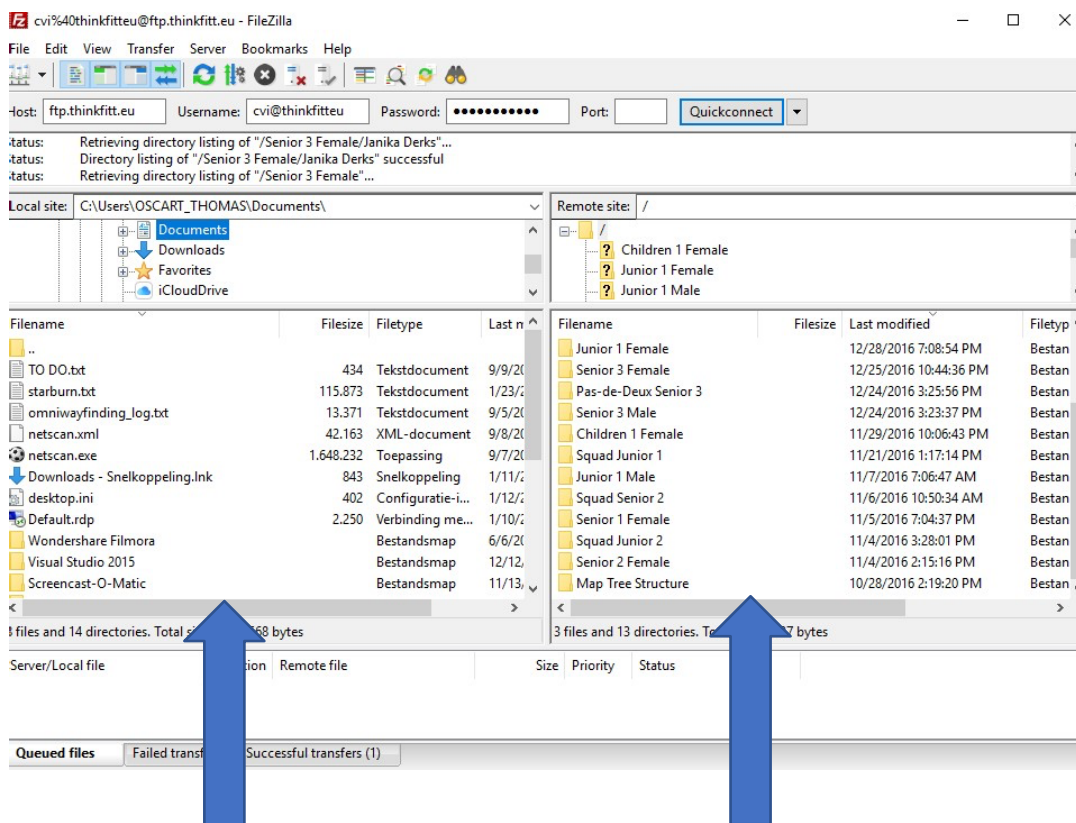 cvi%40thinkfitteu@ftp.thinkfitt.eu - FileZilla
File Edit View Transfer Server Bookmarks Help
Host: ftp.thinkfitt.eu Username: cvi@thinkfitteu Password: ●●●●●●●●●●● Port: Quickconnect
Status: Retrieving directory listing of "/Senior 3 Female/Janika Derks"...
Status: Directory listing of "/Senior 3 Female/Janika Derks" successful
Status: Retrieving directory listing of "/Senior 3 Female"...
Local site: C:\Users\OSCART_THOMAS\Documents\
Documents
Downloads
Favorites
iCloudDrive
Remote site: /
/
? Children 1 Female
? Junior 1 Female
? Junior 1 Male
Filename Filesize Filetype Last m
..
TO DO.txt 434 Tekstdocument 9/9/20
starburn.txt 115.873 Tekstdocument 1/23/2
omniwayfinding_log.txt 13.371 Tekstdocument 9/5/20
netscan.xml 42.163 XML-document 9/8/20
netscan.exe 1.648.232 Toepassing 9/7/20
Downloads - Snelkoppeling.lnk 843 Snelkoppeling 1/11/2
desktop.ini 402 Configuratie-i... 1/12/2
Default.rdp 2.250 Verbinding me... 1/10/2
Wondershare Filmora Bestandsmap 6/6/20
Visual Studio 2015 Bestandsmap 12/12,
Screencast-O-Matic Bestandsmap 11/13,
files and 14 directories. Total 68 bytes
Filename Filesize Last modified Filetyp
Junior 1 Female 12/28/2016 7:08:54 PM Bestan
Senior 3 Female 12/25/2016 10:44:36 PM Bestan
Pas-de-Deux Senior 3 12/24/2016 3:25:56 PM Bestan
Senior 3 Male 12/24/2016 3:23:37 PM Bestan
Children 1 Female 11/29/2016 10:06:43 PM Bestan
Squad Junior 1 11/21/2016 1:17:14 PM Bestan
Junior 1 Male 11/7/2016 7:06:47 AM Bestan
Squad Senior 2 11/6/2016 10:50:34 AM Bestan
Senior 1 Female 11/5/2016 7:04:37 PM Bestan
Squad Junior 2 11/4/2016 3:28:01 PM Bestan
Senior 2 Female 11/4/2016 2:15:16 PM Bestan
Map Tree Structure 10/28/2016 2:19:20 PM Bestan
3 files and 13 directories. To 7 bytes
Server/Local file tion Remote file Size Priority Status
Queued files Failed transf Successful transfers (1)